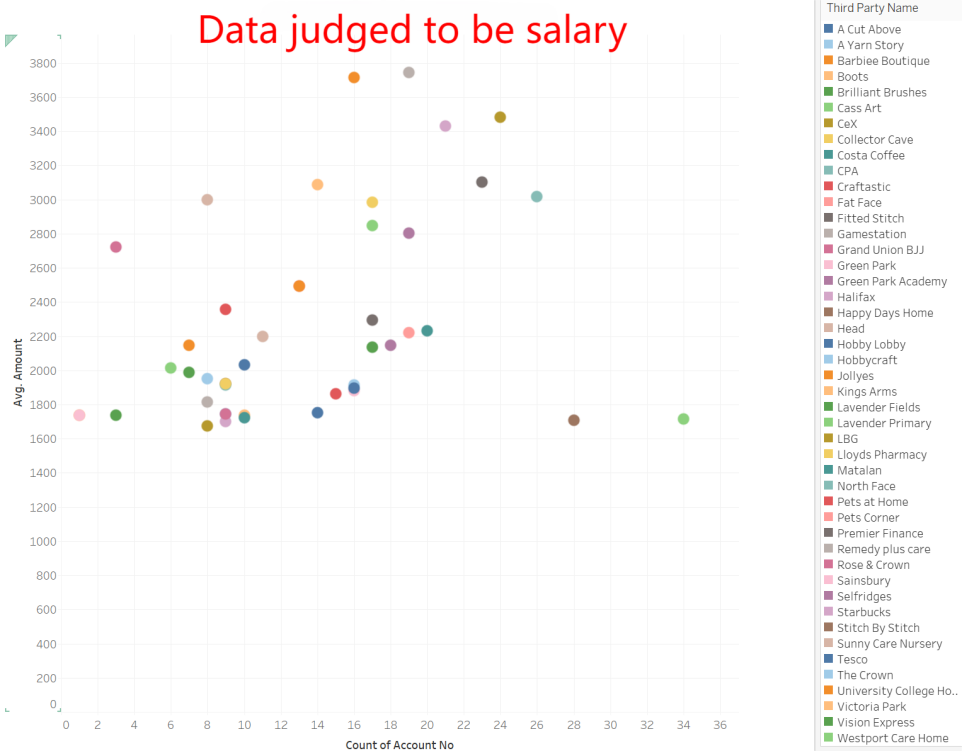 Data judged to be salary
Third Party Name
A Cut Above
A Yarn Story
Barbiee Boutique
Boots
Brilliant Brushes
Cass Art
CeX
Collector Cave
Costa Coffee
CPA
Craftastic
Fat Face
Fitted Stitch
Gamestation
Grand Union BJJ
Green Park
Green Park Academy
Halifax
Happy Days Home
Head
Hobby Lobby
Hobbycraft
Jollyes
Kings Arms
Lavender Fields
Lavender Primary
LBG
Lloyds Pharmacy
Matalan
North Face
Pets at Home
Pets Corner
Premier Finance
Remedy plus care
Rose & Crown
Sainsbury
Selfridges
Starbucks
Stitch By Stitch
Sunny Care Nursery
Tesco
The Crown
University College Ho..
Victoria Park
Vision Express
Westport Care Home
Avg. Amount
3800
3600
3400
3200
3000
2800
2600
2400
2200
2000
1800
1600
1400
1200
1000
800
600
400
200
0
0 2 4 6 8 10 12 14 16 18 20 22 24 26 28 30 32 34 36
Count of Account No